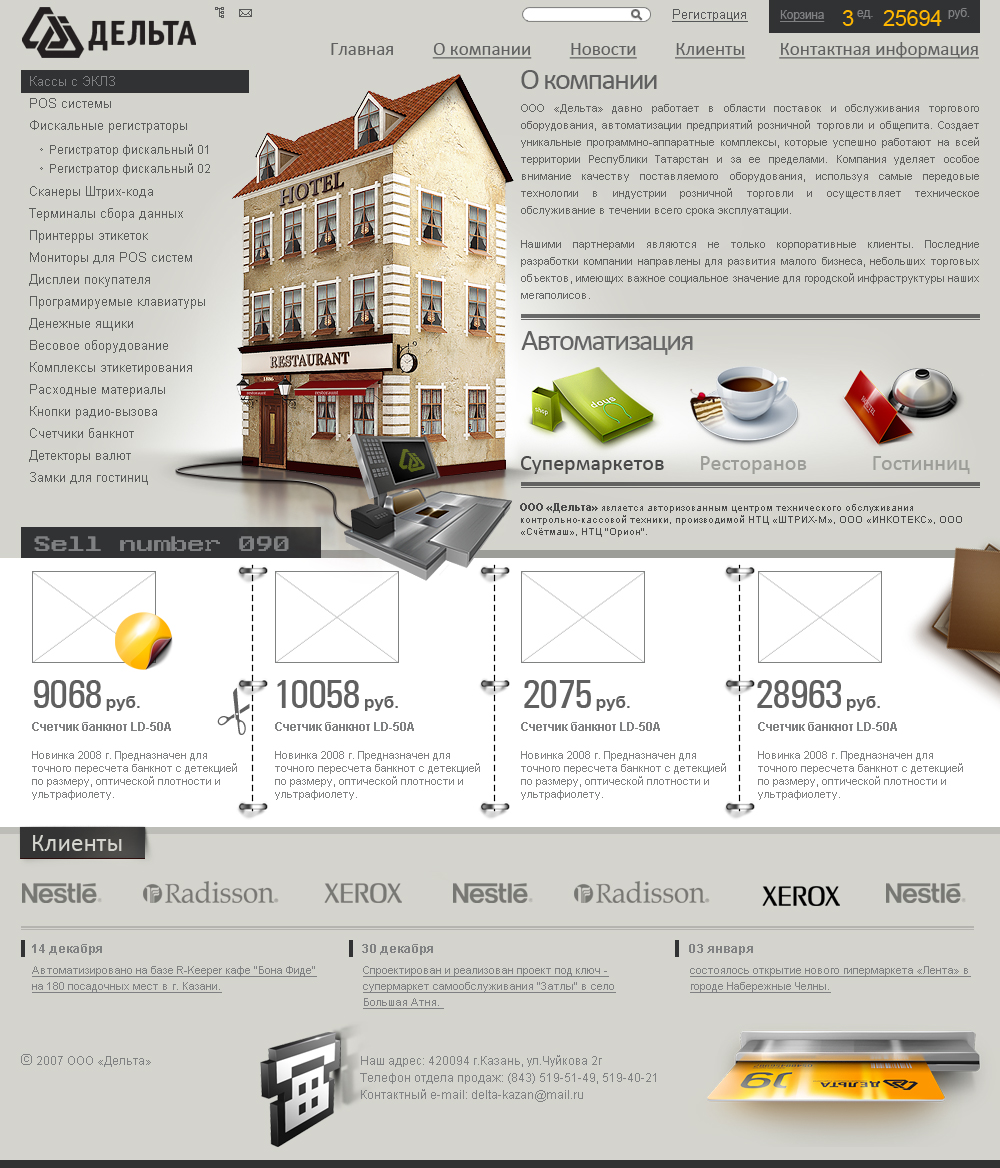 ДЕЛЬТА
Регистрация
Корзина 3 ед. 25694 руб.
Главная О компании Новости Клиенты Контактная информация
Кассы с ЭКЛЗ
POS системы
Фискальные регистраторы
Регистратор фискальный 01
Регистратор фискальный 02
Сканеры Штрих-кода
Терминалы сбора данных
Принтерры этикеток
Мониторы для POS систем
Дисплеи покупателя
Програмируемые клавиатуры
Денежные ящики
Весовое оборудование
Комплексы этикетирования
Расходные материалы
Кнопки радио-вызова
Счетчики банкнот
Детекторы валют
Замки для гостиниц
HOTEL
RESTAURANT
1886
restaurant restaurant
О компании
ООО «Дельта» давно работает в области поставок и обслуживания торгового
оборудования, автоматизации предприятий розничной торговли и общепита. Создает
уникальные программно-аппаратные комплексы, которые успешно работают на всей
территории Республики Татарстан и за ее пределами. Компания уделяет особое
внимание качеству поставляемого оборудования, используя самые передовые
технологии в индустрии розничной торговли и осуществляет техническое
обслуживание в течении всего срока эксплуатации.
Нашими партнерами являются не только корпоративные клиенты. Последние
разработки компании направлены для развития малого бизнеса, небольших торговых
объектов, имеющих важное социальное значение для городской инфраструктуры наших
мегаполисов.
Автоматизация
shop
deus
HOTEL
Супермаркетов Ресторанов Гостинниц
ООО «Дельта» является авторизованным центром технического обслуживания
контрольно-кассовой техники, производимой НТЦ «ШТРИХ-М», ООО «ИНКОТЕКС», ООО
«Счётмаш», НТЦ "Орион".
Sell number 090
9068 руб. 10058 руб. 2075 руб. 28963 руб.
Счетчик банкнот LD-50A Счетчик банкнот LD-50A Счетчик банкнот LD-50A Счетчик банкнот LD-50A
Новинка 2008 г. Предназначен для Новинка 2008 г. Предназначен для Новинка 2008 г. Предназначен для Новинка 2008 г. Предназначен для
точного пересчета банкнот с детекцией точного пересчета банкнот с детекцией точного пересчета банкнот с детекцией точного пересчета банкнот с детекцией
по размеру, оптической плотности и по размеру, оптической плотности и по размеру, оптической плотности и по размеру, оптической плотности и
ультрафиолету. ультрафиолету. ультрафиолету. ультрафиолету.
Клиенты
Nestlé Radisson XEROX Nestlé Radisson XEROX Nestlé
14 декабря
Автоматизировано на базе R-Keeper кафе "Бона Фиде"
на 180 посадочных мест в г. Казани.
30 декабря
Спроектирован и реализован проект под ключ -
супермаркет самообслуживания "Затлы" в село
Большая Атня.
03 января
состоялось открытие нового гипермаркета «Лента» в
городе Набережные Челны.
© 2007 ООО «Дельта»
Наш адрес: 420094 г.Казань, ул.Чуйкова 2г
Телефон отдела продаж: (843) 519-51-49, 519-40-21
Контактный e-mail: delta-kazan@mail.ru
ДЕЛЬТА